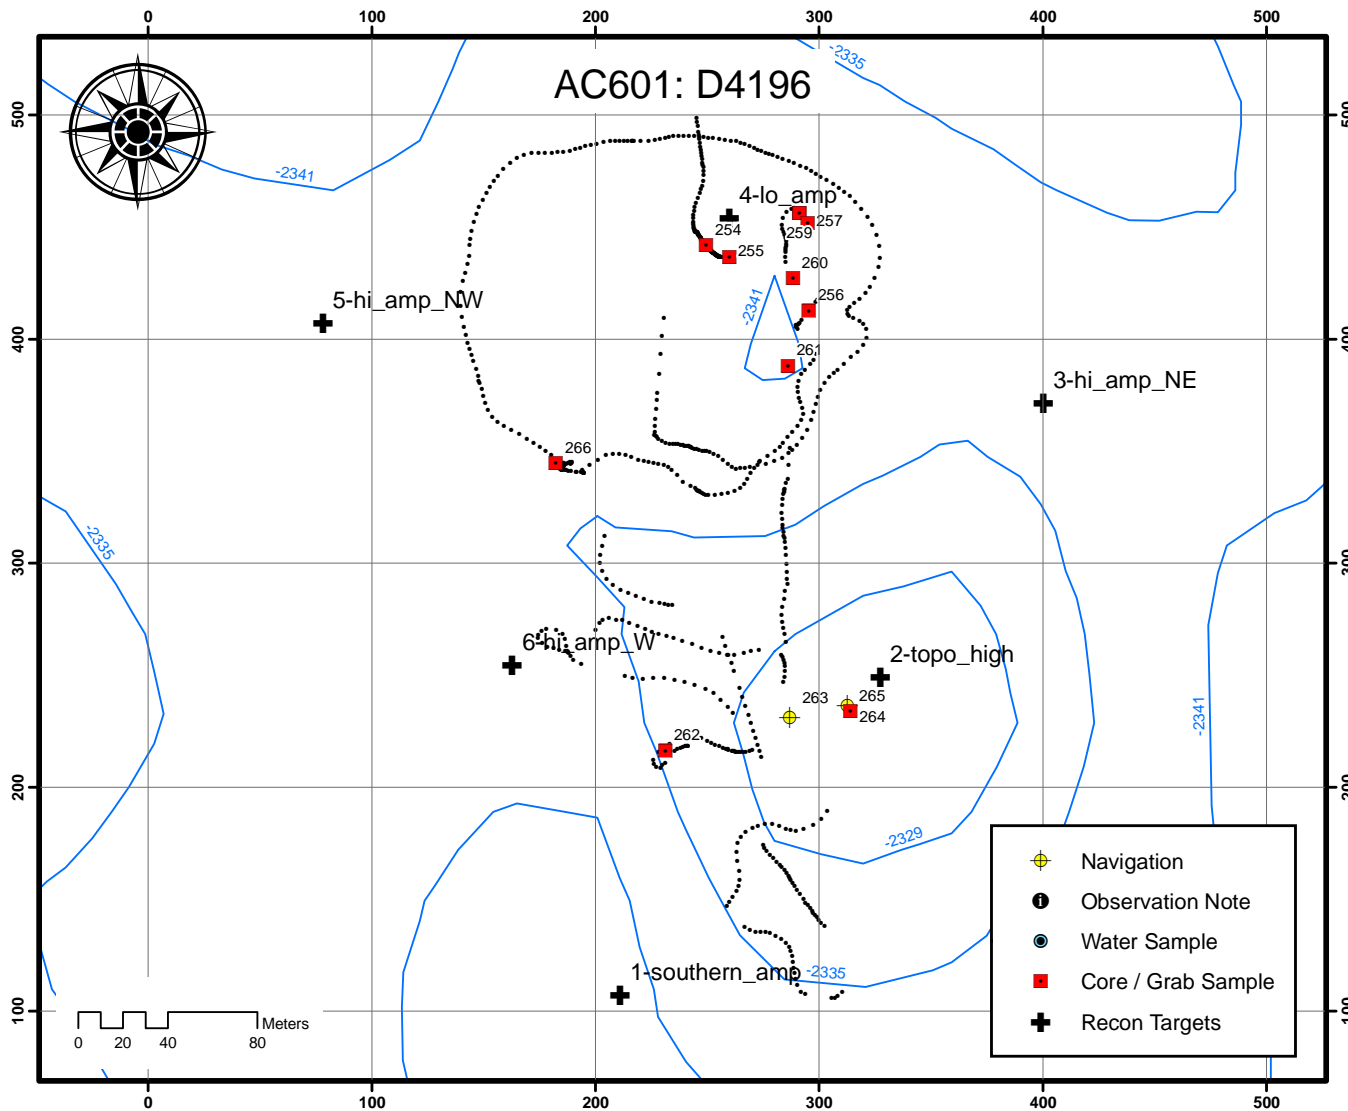 0 100 200 300 400 500
AC601: D4196
-2335
500 500
-2341
4-lo_amp
257
254
259
255
260
5-hi_amp_NW
256
-2341
400 400
261
3-hi_amp_NE
266
-2335
300 300
6-hi_amp_W
2-topo_high
263
265
264
-2341
262
200 200
-2329
Navigation
Observation Note
Water Sample
1-southern_amp
-2335
Core / Grab Sample
100 100
Meters
Recon Targets
0 20 40 80
0 100 200 300 400 500